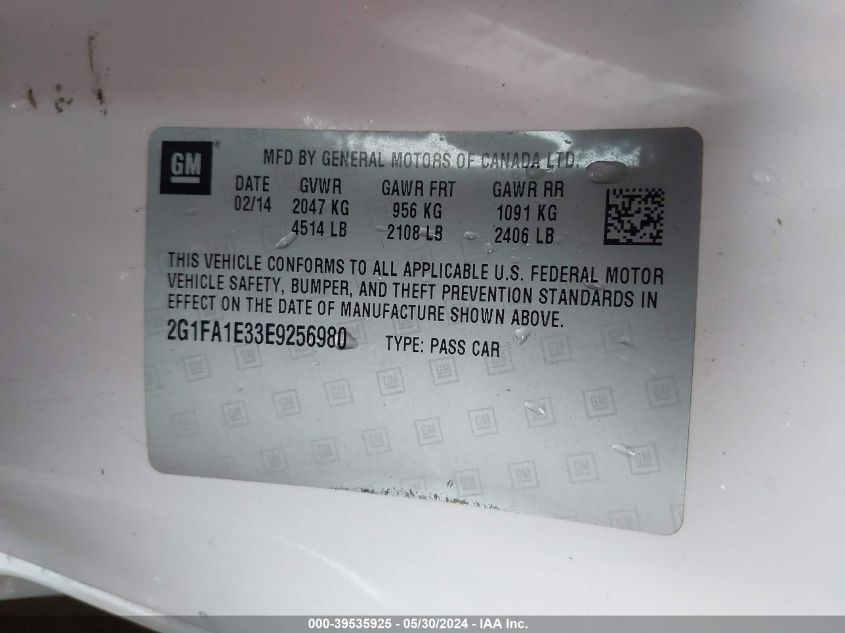 GM ®
MFD BY GENERAL MOTORS OF CANADA LTD.
DATE GVWR GAWR FRT GAWR RR
02/14 2047 KG 956 KG 1091 KG
4514 LB 2108 LB 2406 LB
THIS VEHICLE CONFORMS TO ALL APPLICABLE U.S. FEDERAL MOTOR
VEHICLE SAFETY, BUMPER, AND THEFT PREVENTION STANDARDS IN
EFFECT ON THE DATE OF MANUFACTURE SHOWN ABOVE.
2G1FA1E33E9256980 TYPE: PASS CAR
000-39535925 - 05/30/2024 - IAA Inc.